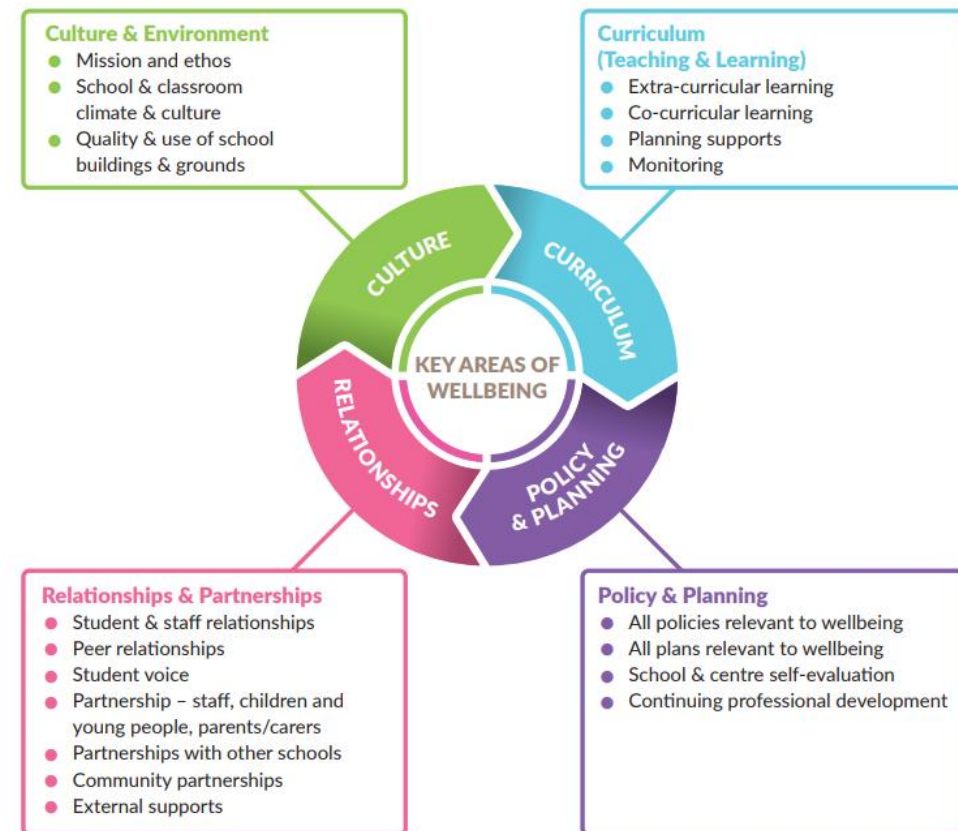 Culture & Environment
Mission and ethos
School & classroom
climate & culture
Quality & use of school
buildings & grounds
Curriculum
(Teaching & Learning)
Extra-curricular learning
Co-curricular learning
Planning supports
Monitoring
CULTURE
CURRICULUM
KEY AREAS OF
WELLBEING
RELATIONSHIPS
POLICY
& PLANNING
Relationships & Partnerships
Student & staff relationships
Peer relationships
Student voice
Partnership – staff, children and
young people, parents/carers
Partnerships with other schools
Community partnerships
External supports
Policy & Planning
All policies relevant to wellbeing
All plans relevant to wellbeing
School & centre self-evaluation
Continuing professional development